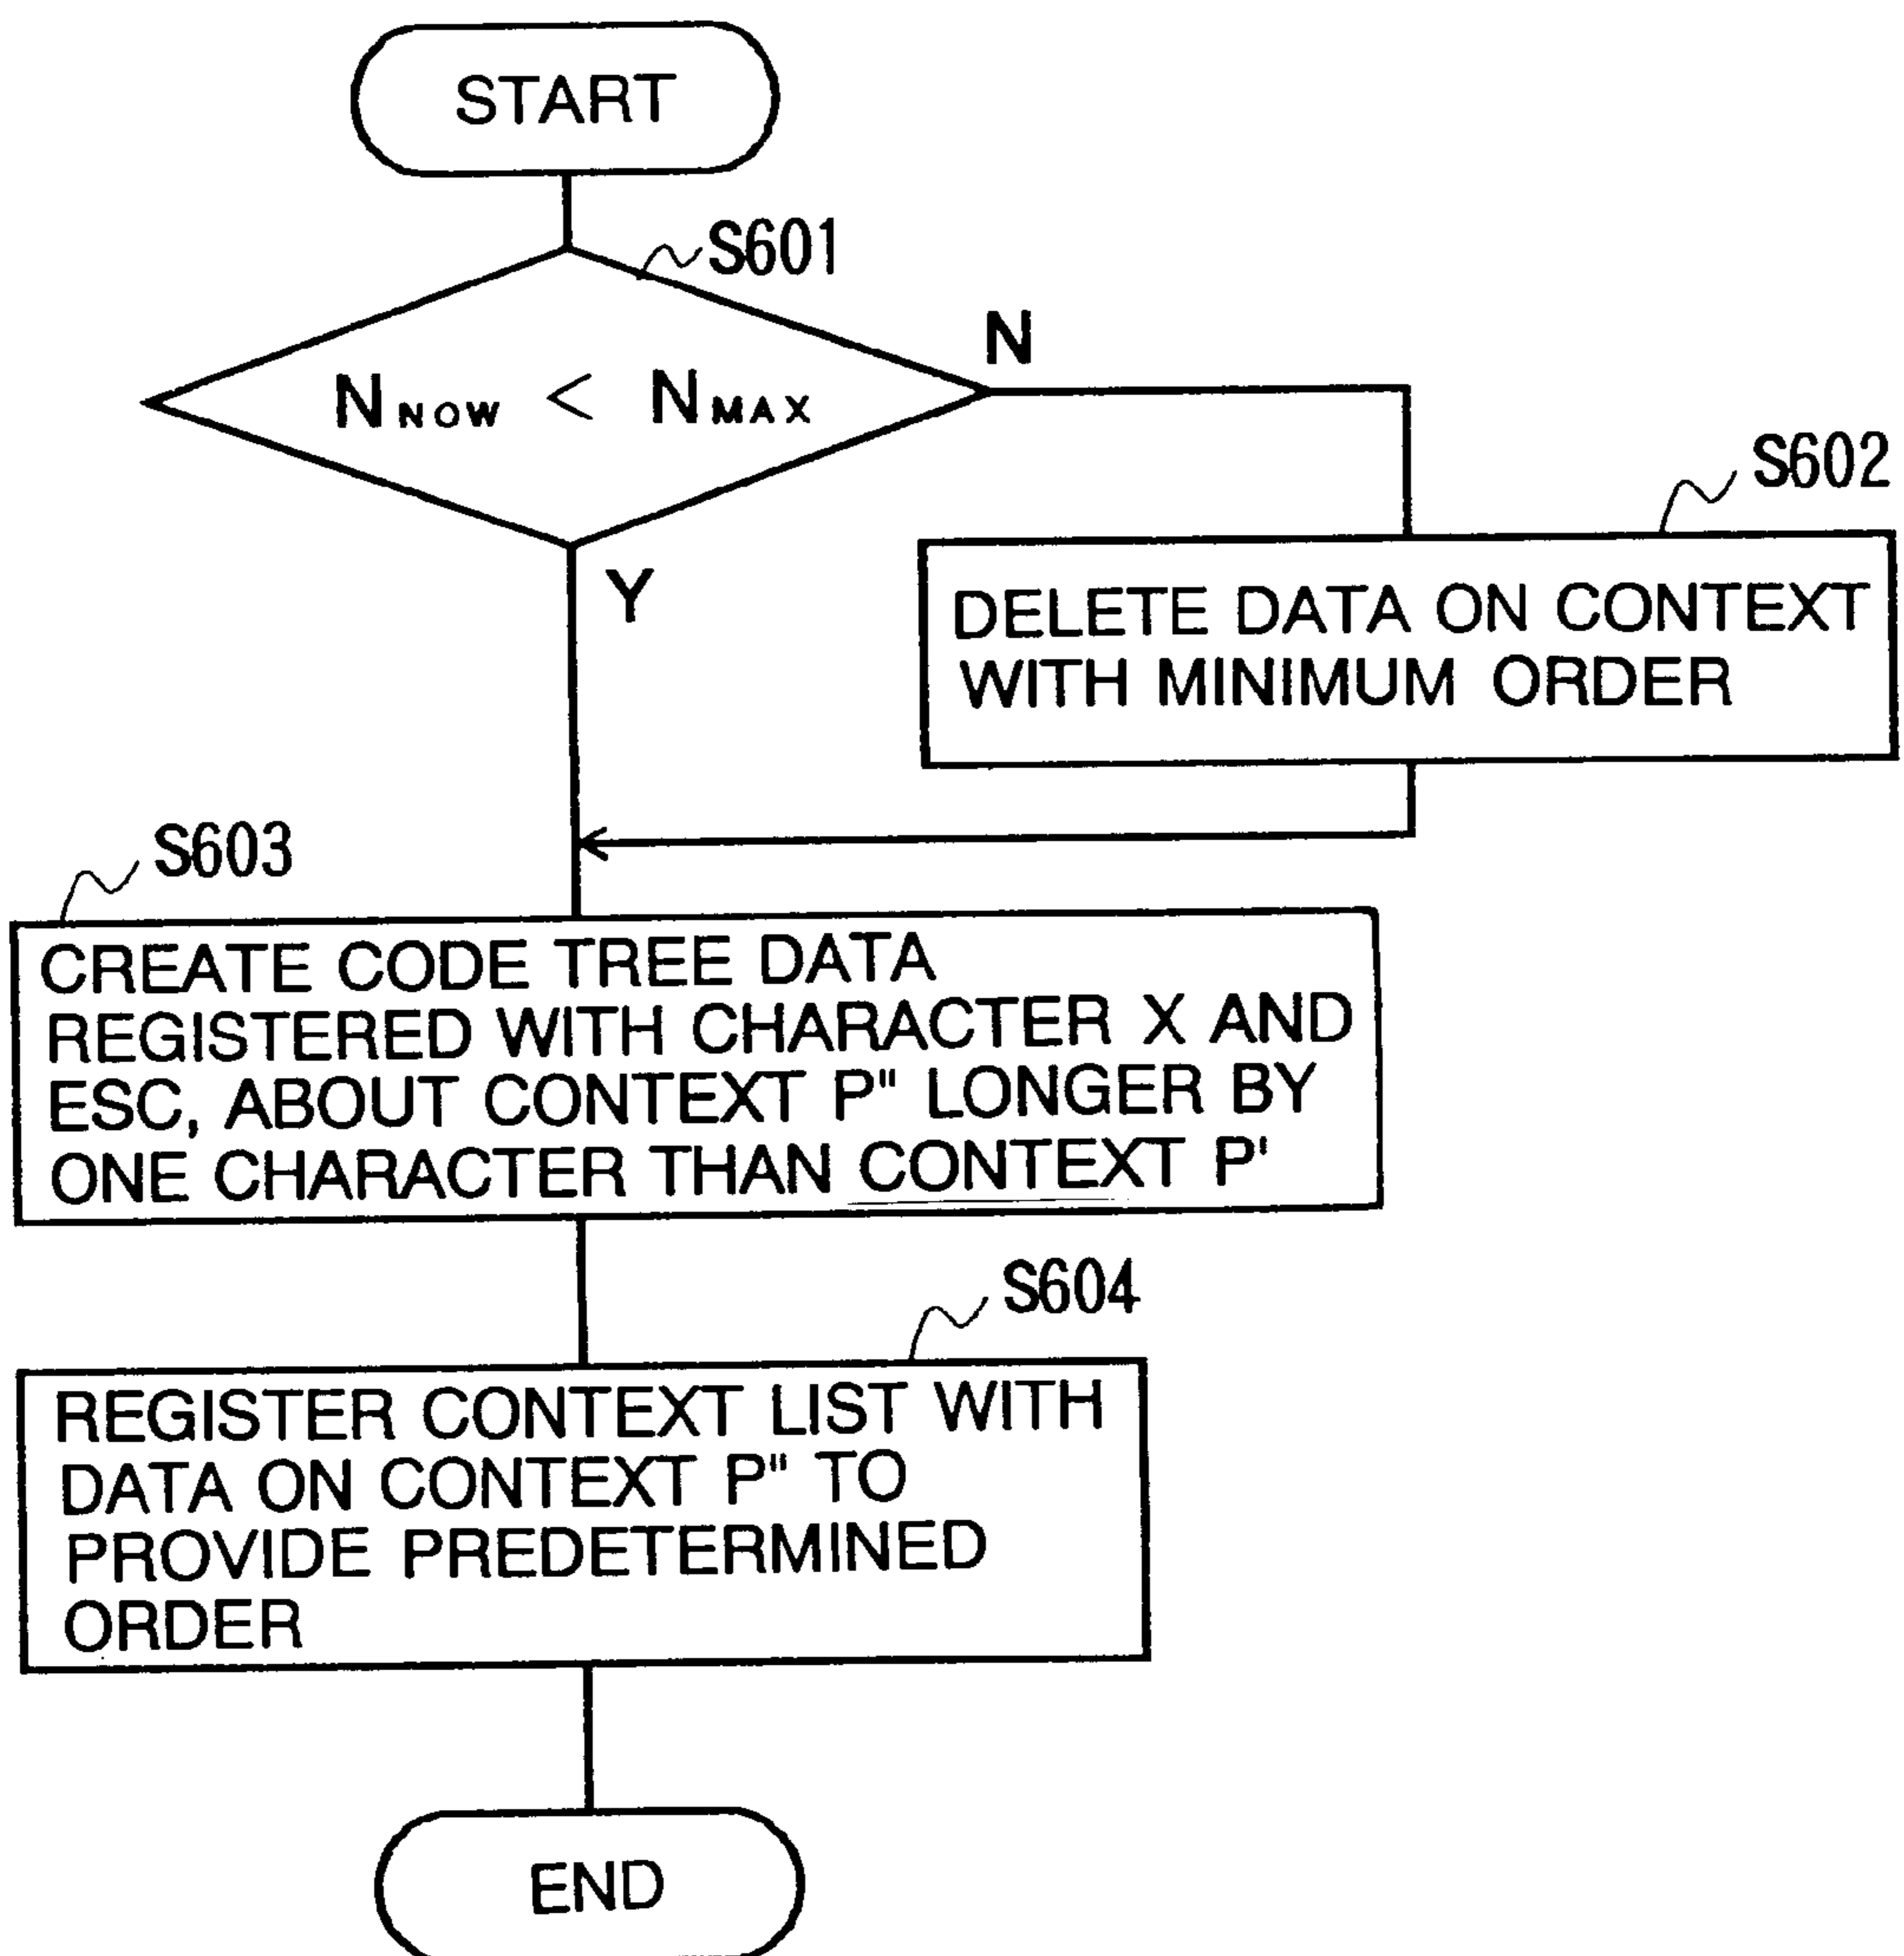 START
S601
N
N NOW < N MAX
S602
Y
DELETE DATA ON CONTEXT
WITH MINIMUM ORDER
S603
CREATE CODE TREE DATA
REGISTERED WITH CHARACTER X AND
ESC, ABOUT CONTEXT P" LONGER BY
ONE CHARACTER THAN CONTEXT P'
S604
REGISTER CONTEXT LIST WITH
DATA ON CONTEXT P" TO
PROVIDE PREDETERMINED
ORDER
END